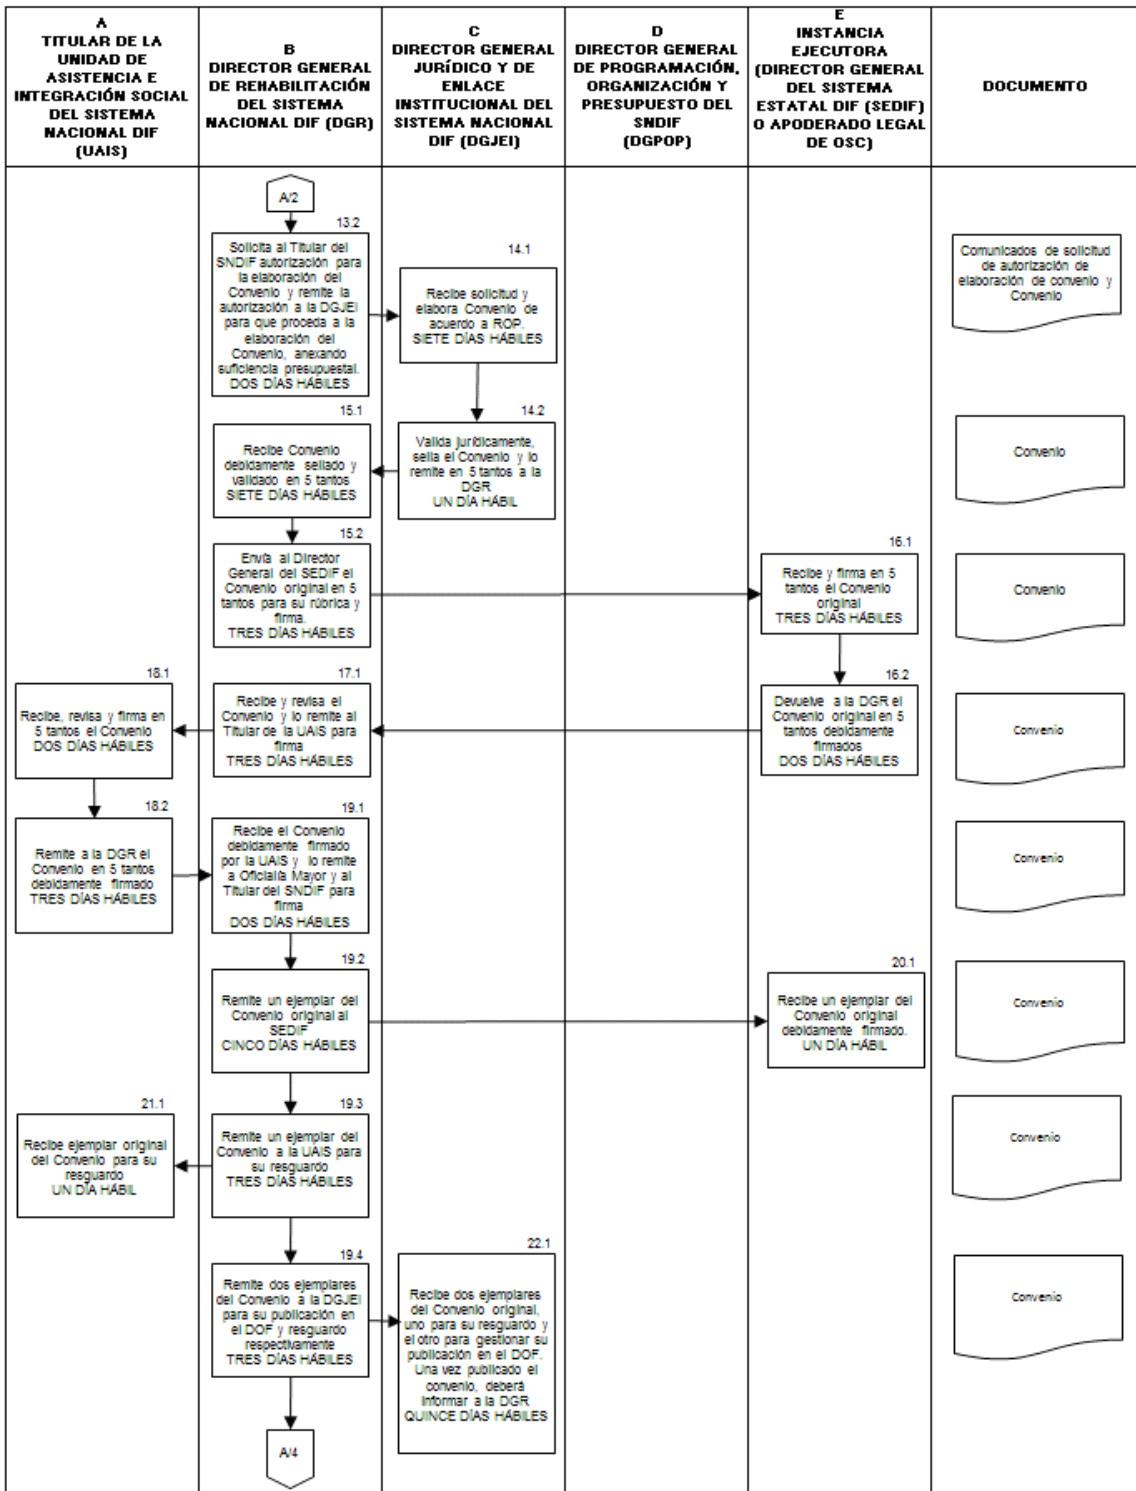 A
TITULAR DE LA
UNIDAD DE
ASISTENCIA E
INTEGRACIÓN SOCIAL
DEL SISTEMA
NACIONAL DIF
(UAIS)
B
DIRECTOR GENERAL
DE REHABILITACIÓN
DEL SISTEMA
NACIONAL DIF (DGR)
C
DIRECTOR GENERAL
JURÍDICO Y DE
ENLACE
INSTITUCIONAL DEL
SISTEMA NACIONAL
DIF (DGJEI)
D
DIRECTOR GENERAL
DE PROGRAMACIÓN,
ORGANIZACIÓN Y
PRESUPUESTO DEL
SNDIF
(DGPOP)
E
INSTANCIA
EJECUTORA
(DIRECTOR GENERAL
DEL SISTEMA
ESTATAL DIF (SEDIF)
O APODERADO LEGAL
DE OSC)
DOCUMENTO
A/2
13.2
Solicita al Titular del
SNDIF autorización para
la elaboración del
Convenio y remite la
autorización a la DGJEI
para que proceda a la
elaboración del
Convenio, anexando
suficiencia presupuestal.
DOS DÍAS HÁBILES
14.1
Recibe solicitud y
elabora Convenio de
acuerdo a ROP.
SIETE DÍAS HÁBILES
Comunicados de solicitud
de autorización de
elaboración de convenio y
Convenio
15.1
Recibe Convenio
debidamente sellado y
validado en 5 tantos
SIETE DÍAS HÁBILES
14.2
Valida jurídicamente,
sella el Convenio y lo
remite en 5 tantos a la
DGR
UN DÍA HÁBIL
Convenio
15.2
Envía al Director
General del SEDIF el
Convenio original en 5
tantos para su rúbrica y
firma.
TRES DÍAS HÁBILES
16.1
Recibe y firma en 5
tantos el Convenio
original
TRES DÍAS HÁBILES
Convenio
18.1
Recibe, revisa y firma en
5 tantos el Convenio
DOS DÍAS HÁBILES
17.1
Recibe y revisa el
Convenio y lo remite al
Titular de la UAIS para
firma
TRES DÍAS HÁBILES
16.2
Devuelve a la DGR el
Convenio original en 5
tantos debidamente
firmados
DOS DÍAS HÁBILES
Convenio
18.2
Remite a la DGR el
Convenio en 5 tantos
debidamente firmado
TRES DÍAS HÁBILES
19.1
Recibe el Convenio
debidamente firmado
por la UAIS y lo remite
a Oficialía Mayor y al
Titular del SNDIF para
firma
DOS DÍAS HÁBILES
Convenio
19.2
Remite un ejemplar del
Convenio original al
SEDIF
CINCO DÍAS HÁBILES
20.1
Recibe un ejemplar del
Convenio original
debidamente firmado.
UN DÍA HÁBIL
Convenio
21.1
Recibe ejemplar original
del Convenio para su
resguardo
UN DÍA HÁBIL
19.3
Remite un ejemplar del
Convenio a la UAIS para
su resguardo
TRES DÍAS HÁBILES
Convenio
19.4
Remite dos ejemplares
del Convenio a la DGJEI
para su publicación en
el DOF y resguardo
respectivamente
TRES DÍAS HÁBILES
22.1
Recibe dos ejemplares
del Convenio original,
uno para su resguardo y
el otro para gestionar su
publicación en el DOF.
Una vez publicado el
convenio, deberá
informar a la DGR
QUINCE DÍAS HÁBILES
Convenio
A/4